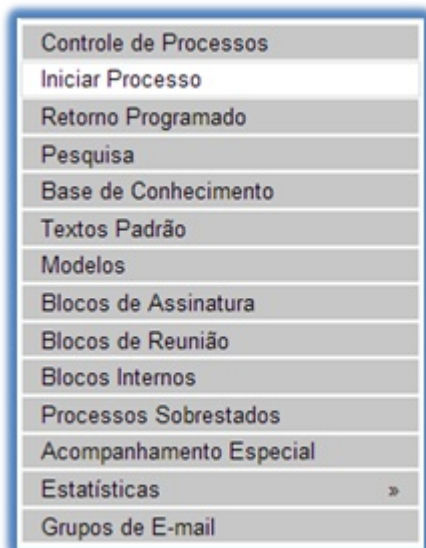 Controle de Processos
Iniciar Processo
Retorno Programado
Pesquisa
Base de Conhecimento
Textos Padrão
Modelos
Blocos de Assinatura
Blocos de Reunião
Blocos Internos
Processos Sobrestados
Acompanhamento Especial
Estatísticas »
Grupos de E-mail